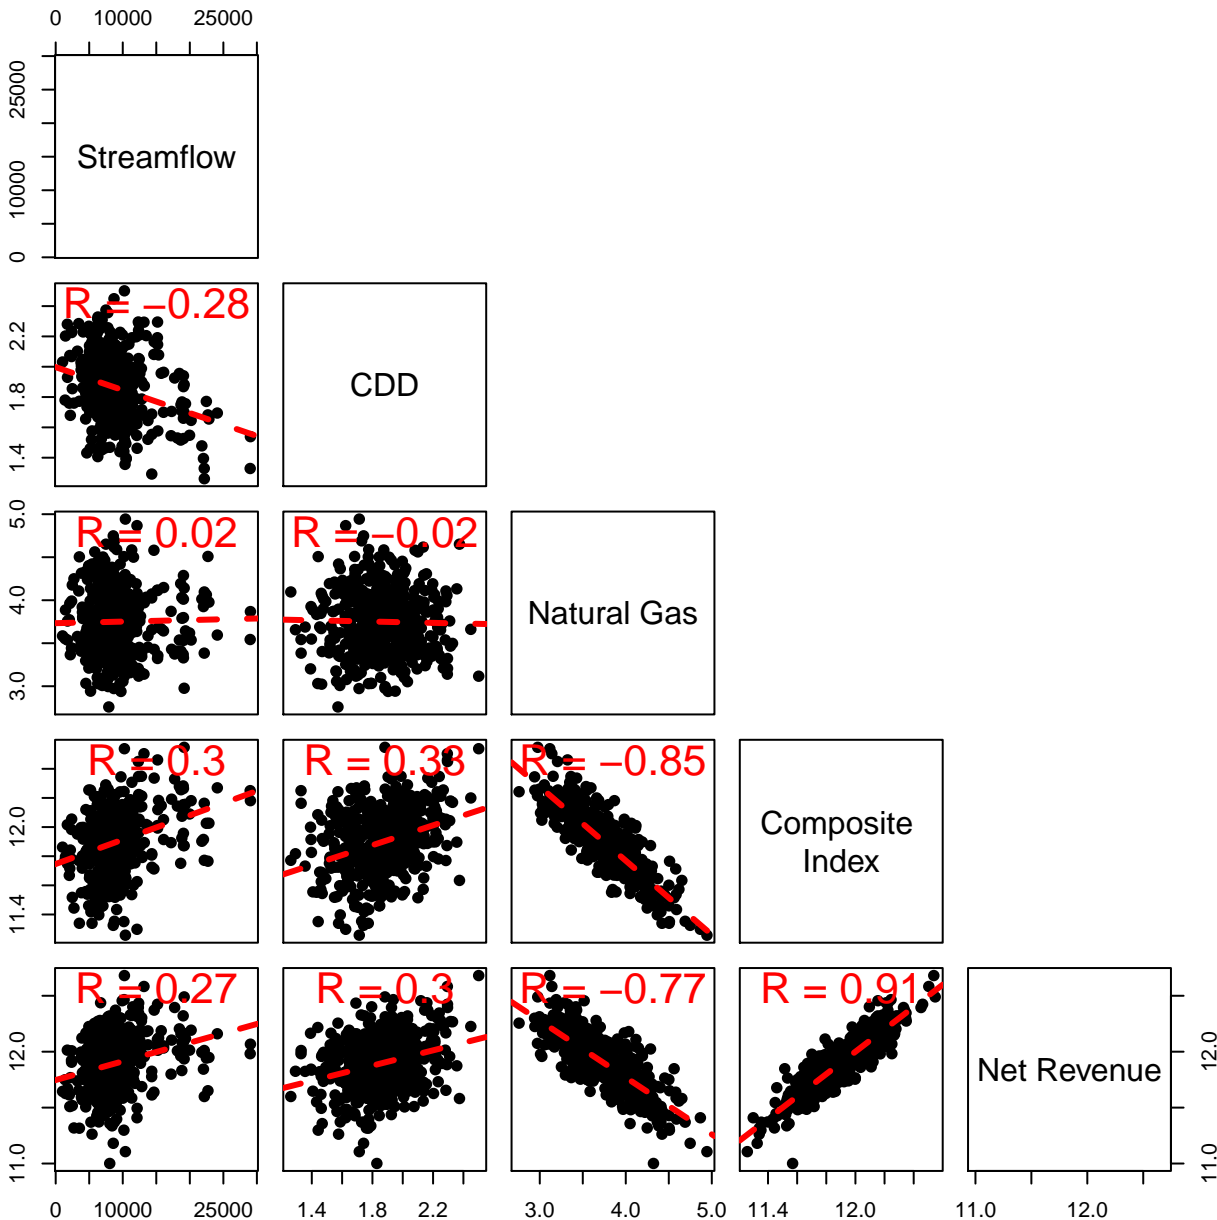 0 10000 25000
25000
10000
0
Streamflow
2.2
1.8
1.4
R = −0.28
CDD
5.0
4.0
3.0
R = 0.02
R = −0.02
Natural Gas
12.0
11.4
R = 0.3
R = 0.33
R = −0.85
Composite
Index
12.0
11.0
R = 0.27
R = 0.3
R = −0.77
R = 0.91
Net Revenue
12.0
11.0
0 10000 25000 1.4 1.8 2.2 3.0 4.0 5.0 11.4 12.0 11.0 12.0